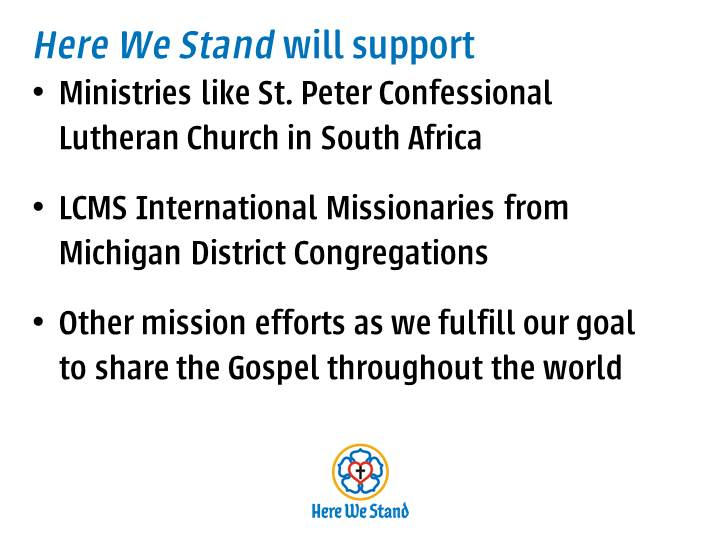 Here We Stand will support
• Ministries like St. Peter Confessional
Lutheran Church in South Africa
• LCMS International Missionaries from
Michigan District Congregations
• Other mission efforts as we fulfill our goal
to share the Gospel throughout the world
Here We Stand